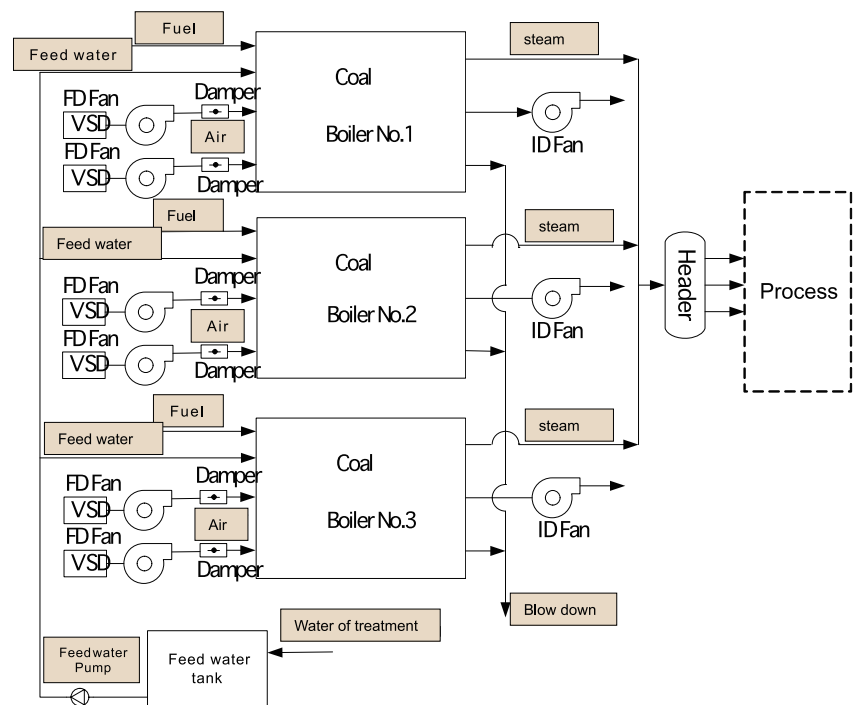 Fuel
steam
Feed water
FD Fan
Damper
Coal
VSD
Air
Boiler No.1
ID Fan
FD Fan
VSD
Damper
Fuel
steam
Feed water
Coal
Header
FD Fan
Damper
Process
VSD
Air
Boiler No.2
ID Fan
FD Fan
VSD
Damper
Fuel
steam
Feed water
Coal
FD Fan
Damper
VSD
Air
Boiler No.3
ID Fan
FD Fan
VSD
Damper
Blow down
Water of treatment
Feedwater
Pump
Feed water
tank